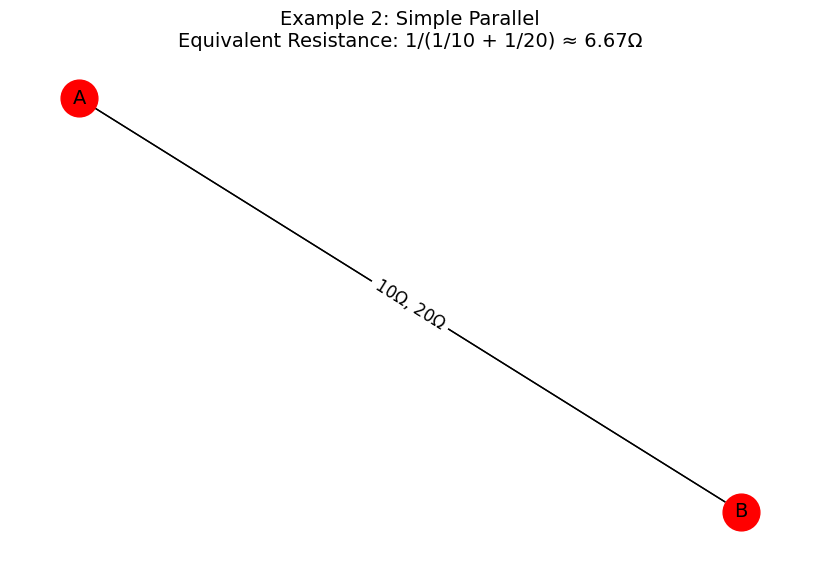 Example 2: Simple Parallel
Equivalent Resistance: 1/(1/10 + 1/20) ≈ 6.67Ω
A
10Ω, 20Ω
B